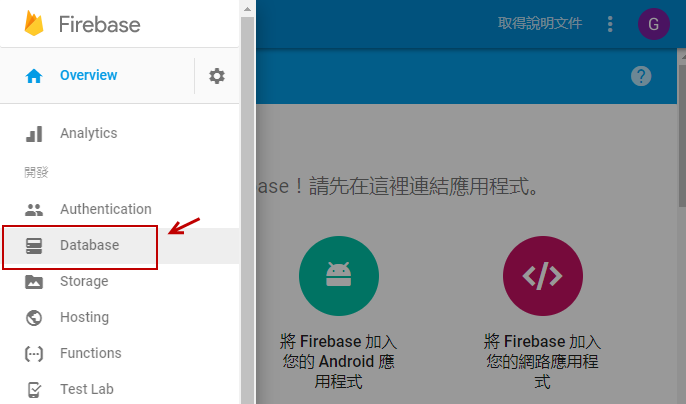 Firebase
取得說明文件
G
Overview
Analytics
開發
ase！請先在這裡連結應用程式。
Authentication
Database
Storage
Hosting
Functions
Test Lab
將 Firebase 加入
您的 Android 應
用程式
將 Firebase 加入
您的網路應用程
式